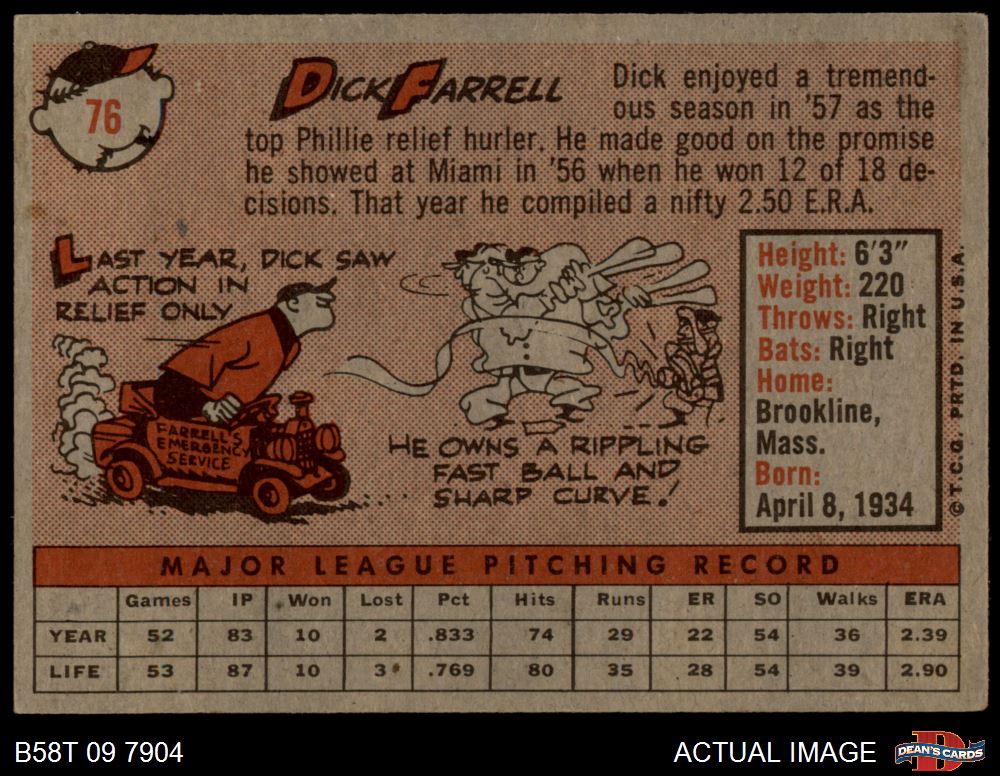 76
DICK FARRELL
Dick enjoyed a tremend-
ous season in '57 as the
top Phillie relief hurler. He made good on the promise
he showed at Miami in '56 when he won 12 of 18 de-
cisions. That year he compiled a nifty 2.50 E.R.A.
LAST YEAR, DICK SAW
ACTION IN
RELIEF ONLY
FARRELL'S
EMERGENCY
SERVICE
HE OWNS A RIPPLING
FAST BALL AND
SHARP CURVE!
Height: 6'3"
Weight: 220
Throws: Right
Bats: Right
Home:
Brookline,
Mass.
Born:
April 8, 1934
© T.C.G. PRTD. IN U.S.A.
MAJOR LEAGUE PITCHING RECORD
Games IP Won Lost Pct Hits Runs ER SO Walks ERA
YEAR 52 83 10 2 .833 74 29 22 54 36 2.39
LIFE 53 87 10 3 .769 80 35 28 54 39 2.90
B58T 09 7904
ACTUAL IMAGE
DEAN'S CARDS